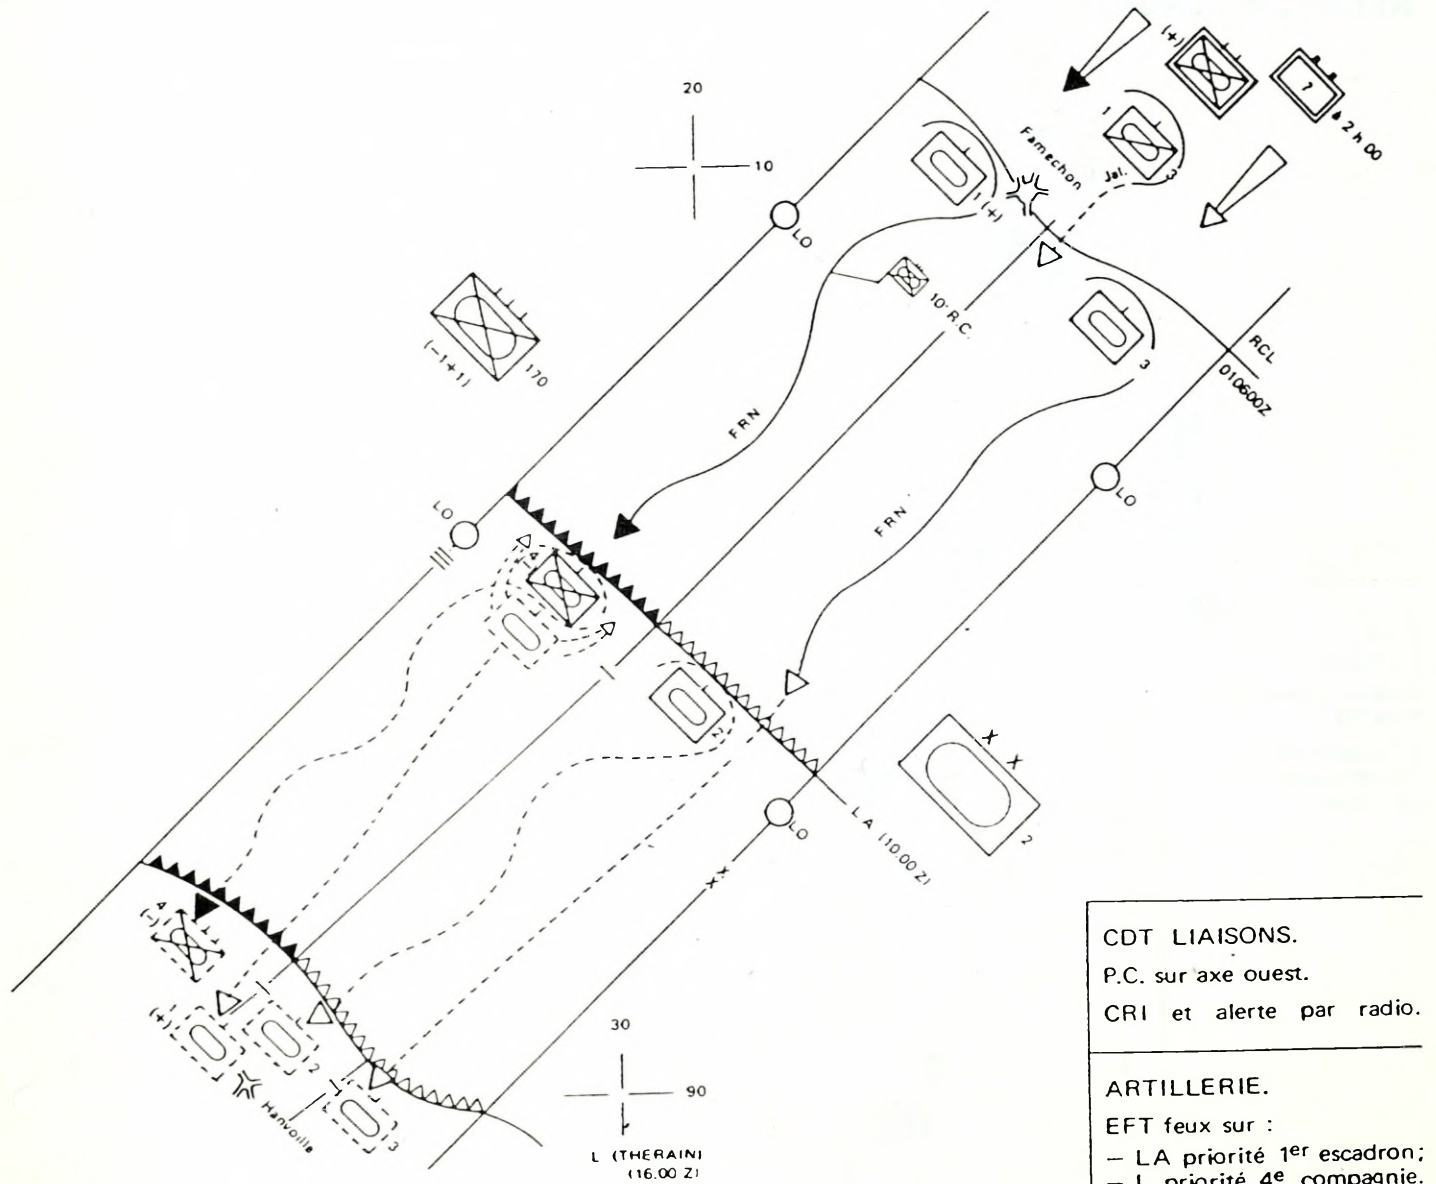 20
10
(+)
2 h 00
?
1
3
Famechon
Jal.
1 (+)
LO
10° R.C.
3
RCL
010600Z
(−1+1)
170
FRN
FRN
LO
LO
4
2
X X
2
LO
L A (10.00 Z)
X X
4
(−)
(+)
2
3
Hanvoille
30
90
L (THERAIN)
(16.00 Z)
CDT LIAISONS.
P.C. sur axe ouest.
CRI et alerte par radio.
ARTILLERIE.
EFT feux sur :
— LA priorité 1er escadron;
— L priorité 4e compagnie.